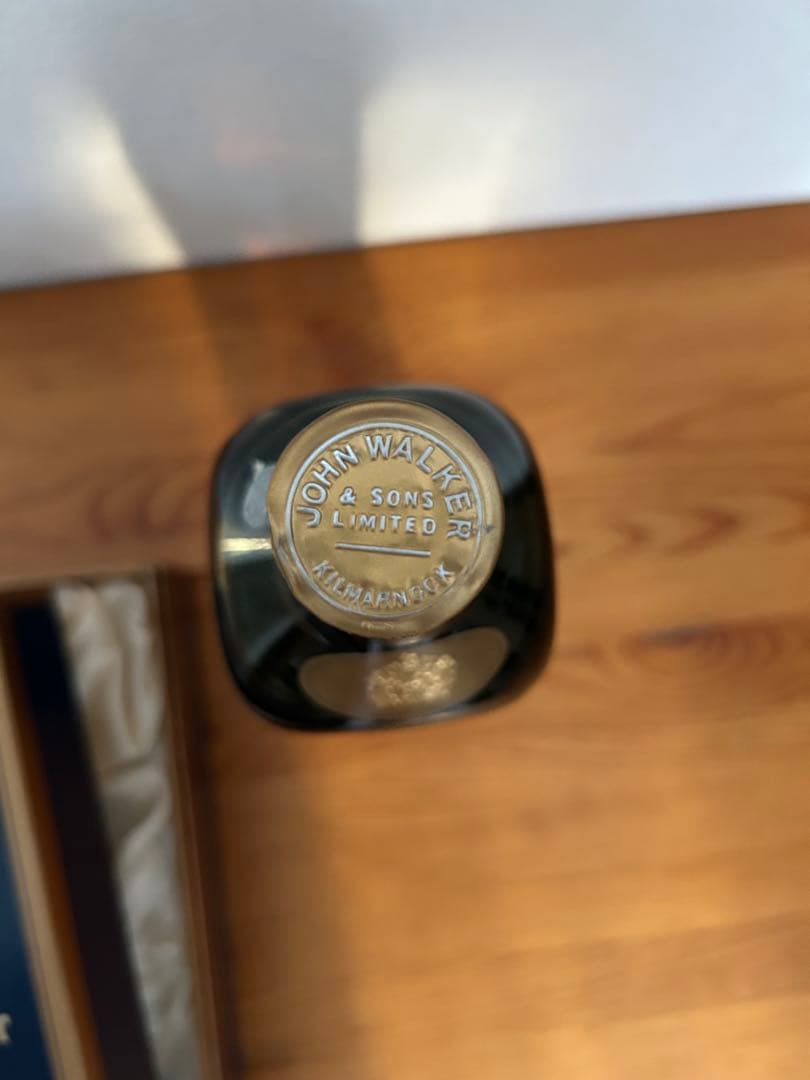 JOHN WALKER
& SONS
LIMITED
KILMARNOCK